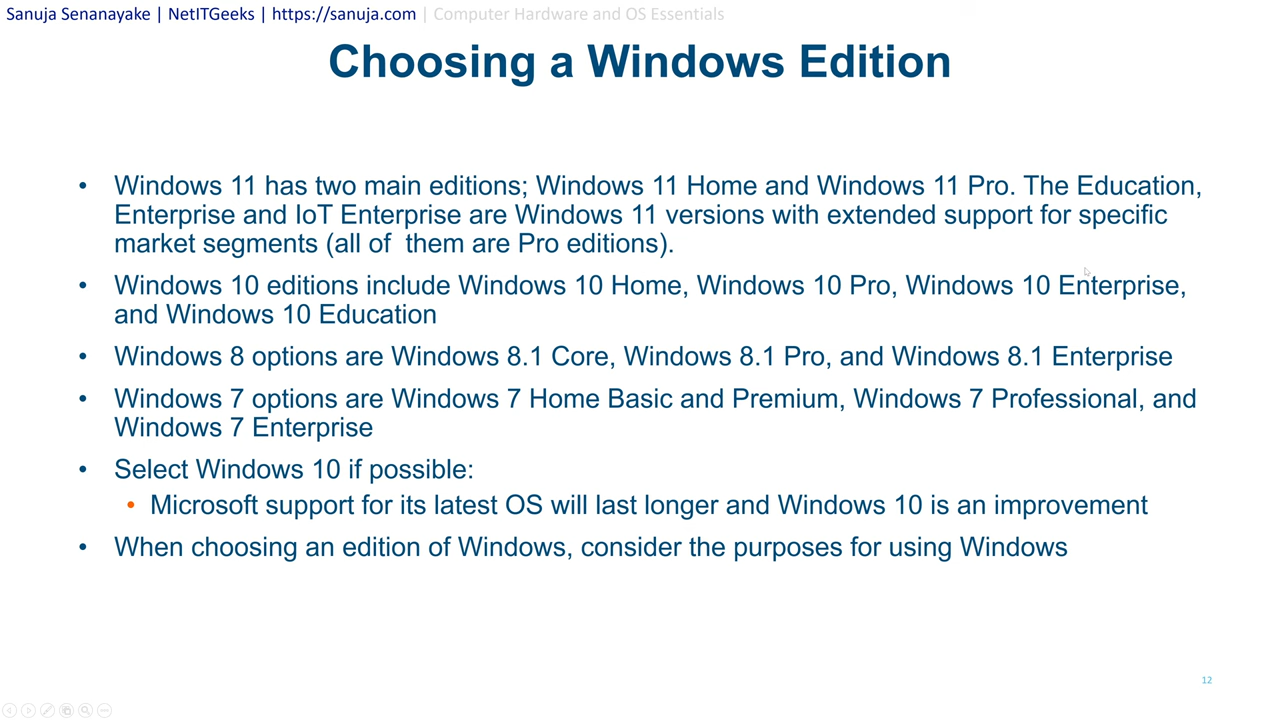 Sanuja Senanayake | NetITGeeks | https://sanuja.com | Computer Hardware and OS Essentials
Choosing a Windows Edition
• Windows 11 has two main editions; Windows 11 Home and Windows 11 Pro. The Education,
Enterprise and IoT Enterprise are Windows 11 versions with extended support for specific
market segments (all of  them are Pro editions).
• Windows 10 editions include Windows 10 Home, Windows 10 Pro, Windows 10 Enterprise,
and Windows 10 Education
• Windows 8 options are Windows 8.1 Core, Windows 8.1 Pro, and Windows 8.1 Enterprise
• Windows 7 options are Windows 7 Home Basic and Premium, Windows 7 Professional, and
Windows 7 Enterprise
• Select Windows 10 if possible:
• Microsoft support for its latest OS will last longer and Windows 10 is an improvement
• When choosing an edition of Windows, consider the purposes for using Windows
12